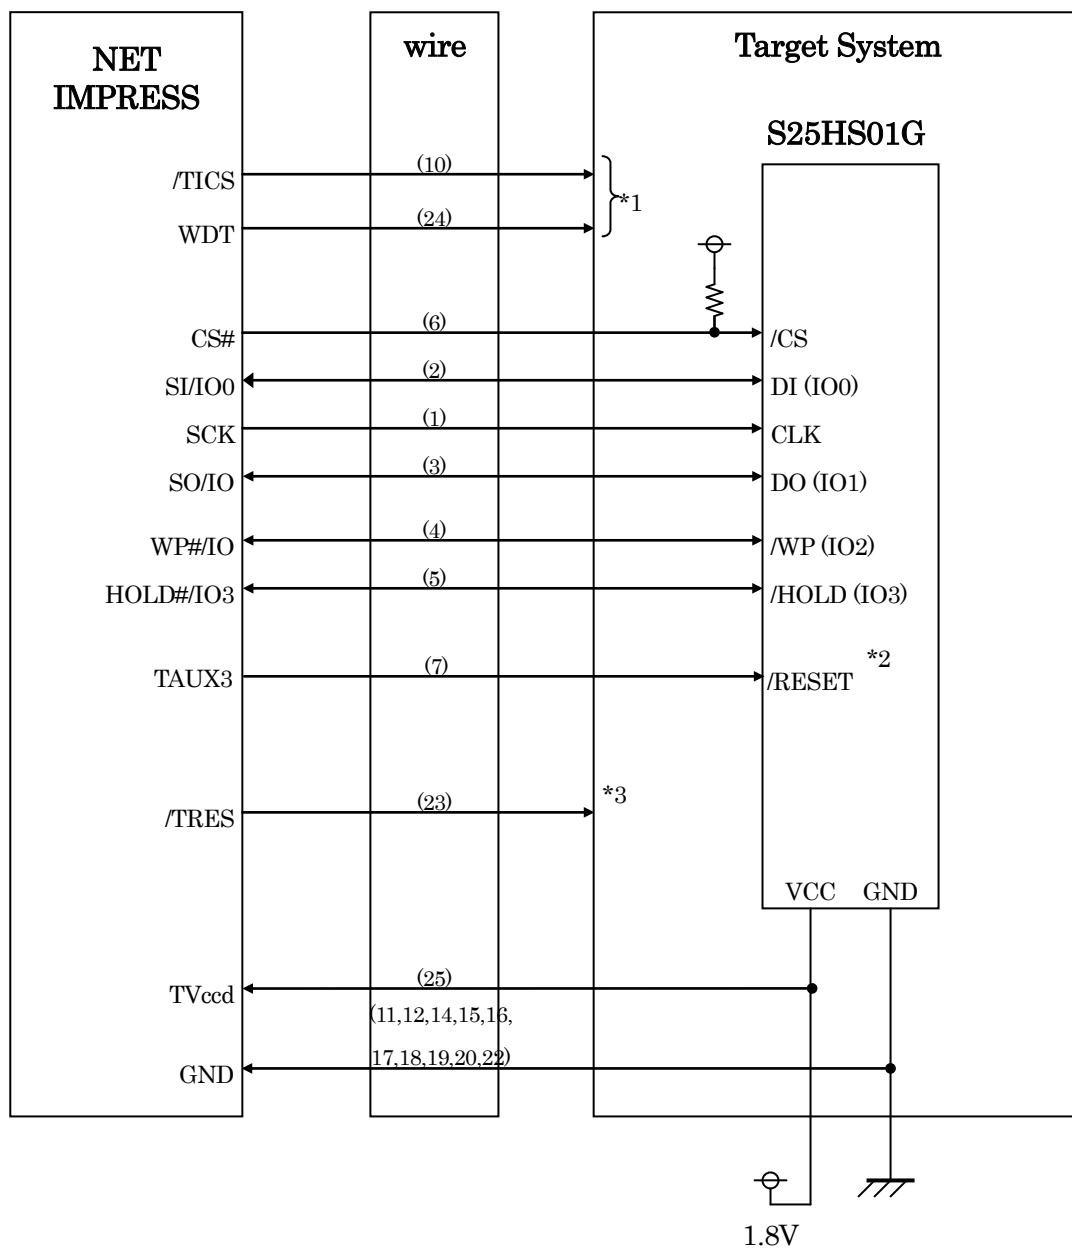 NET
IMPRESS
wire
Target System
S25HS01G
/TICS
(10)
*1
WDT
(24)
CS#
(6)
/CS
SI/IO0
(2)
DI (IO0)
SCK
(1)
CLK
SO/IO
(3)
DO (IO1)
WP#/IO
(4)
/WP (IO2)
HOLD#/IO3
(5)
/HOLD (IO3)
TAUX3
(7)
/RESET
*2
/TRES
(23)
*3
VCC
GND
TVccd
(25)
(11,12,14,15,16,
17,18,19,20,22)
GND
1.8V